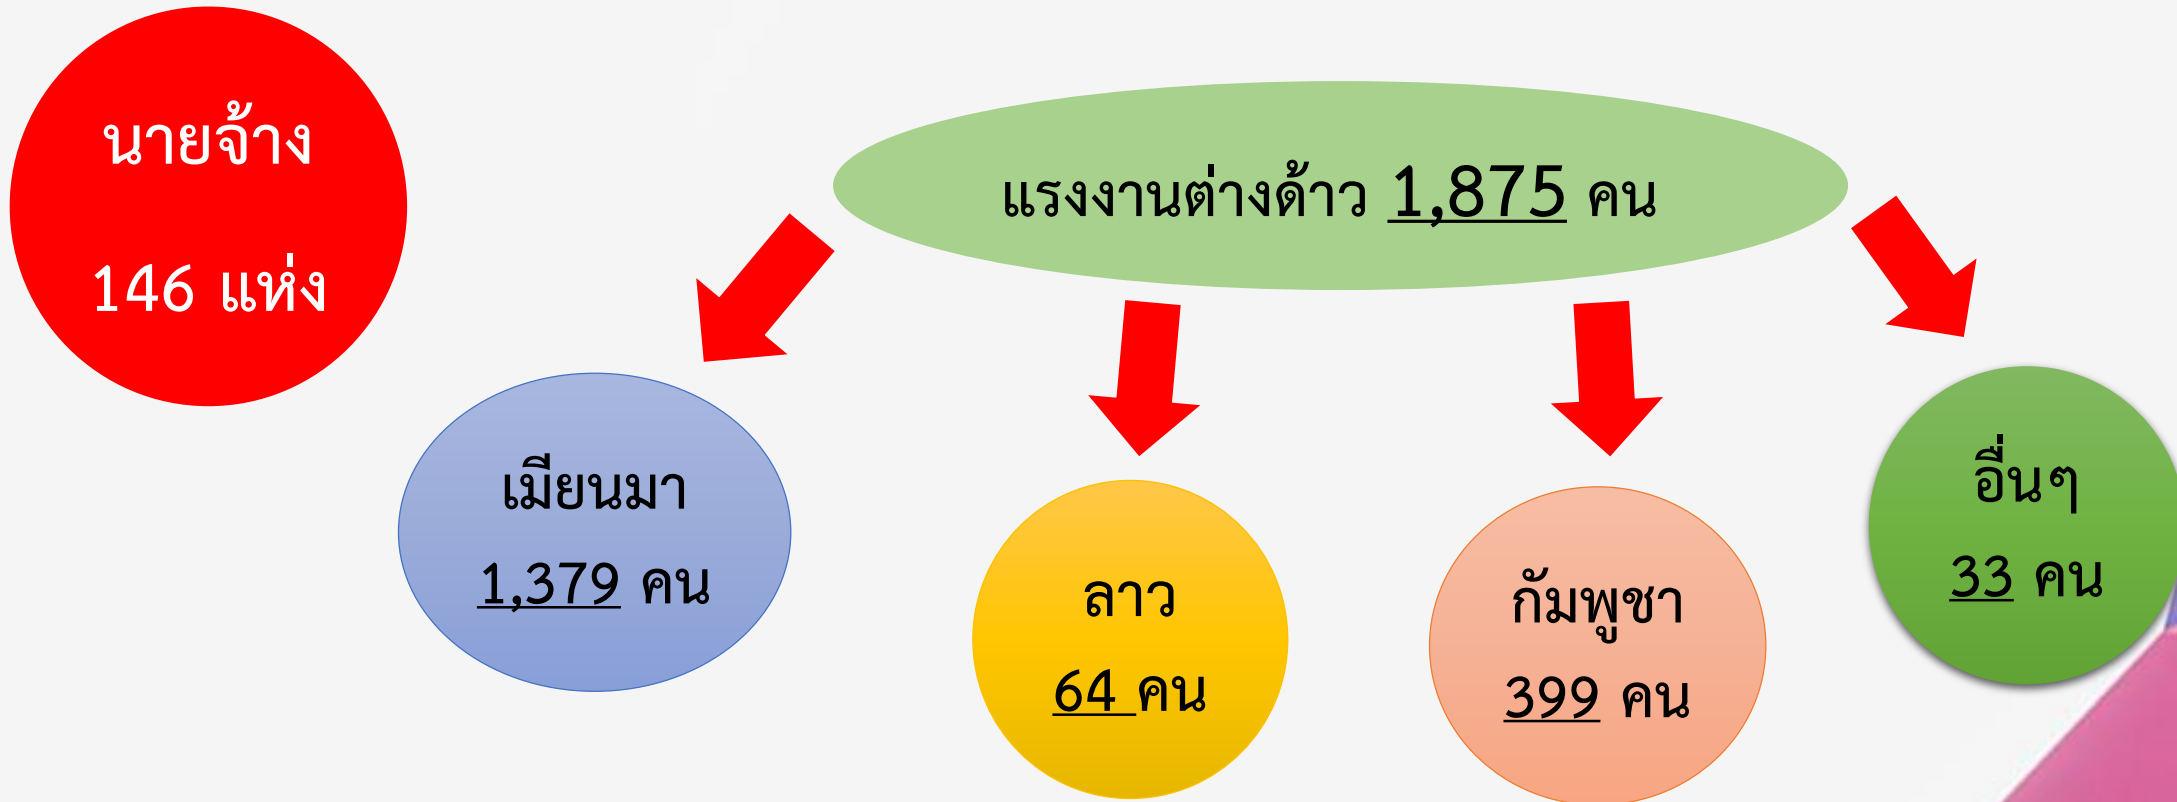 นายจ้าง
146 แห่ง
แรงงานต่างด้าว 1,875 คน
เมียนมา
1,379 คน
ลาว
64 คน
กัมพูชา
399 คน
อื่นๆ
33 คน